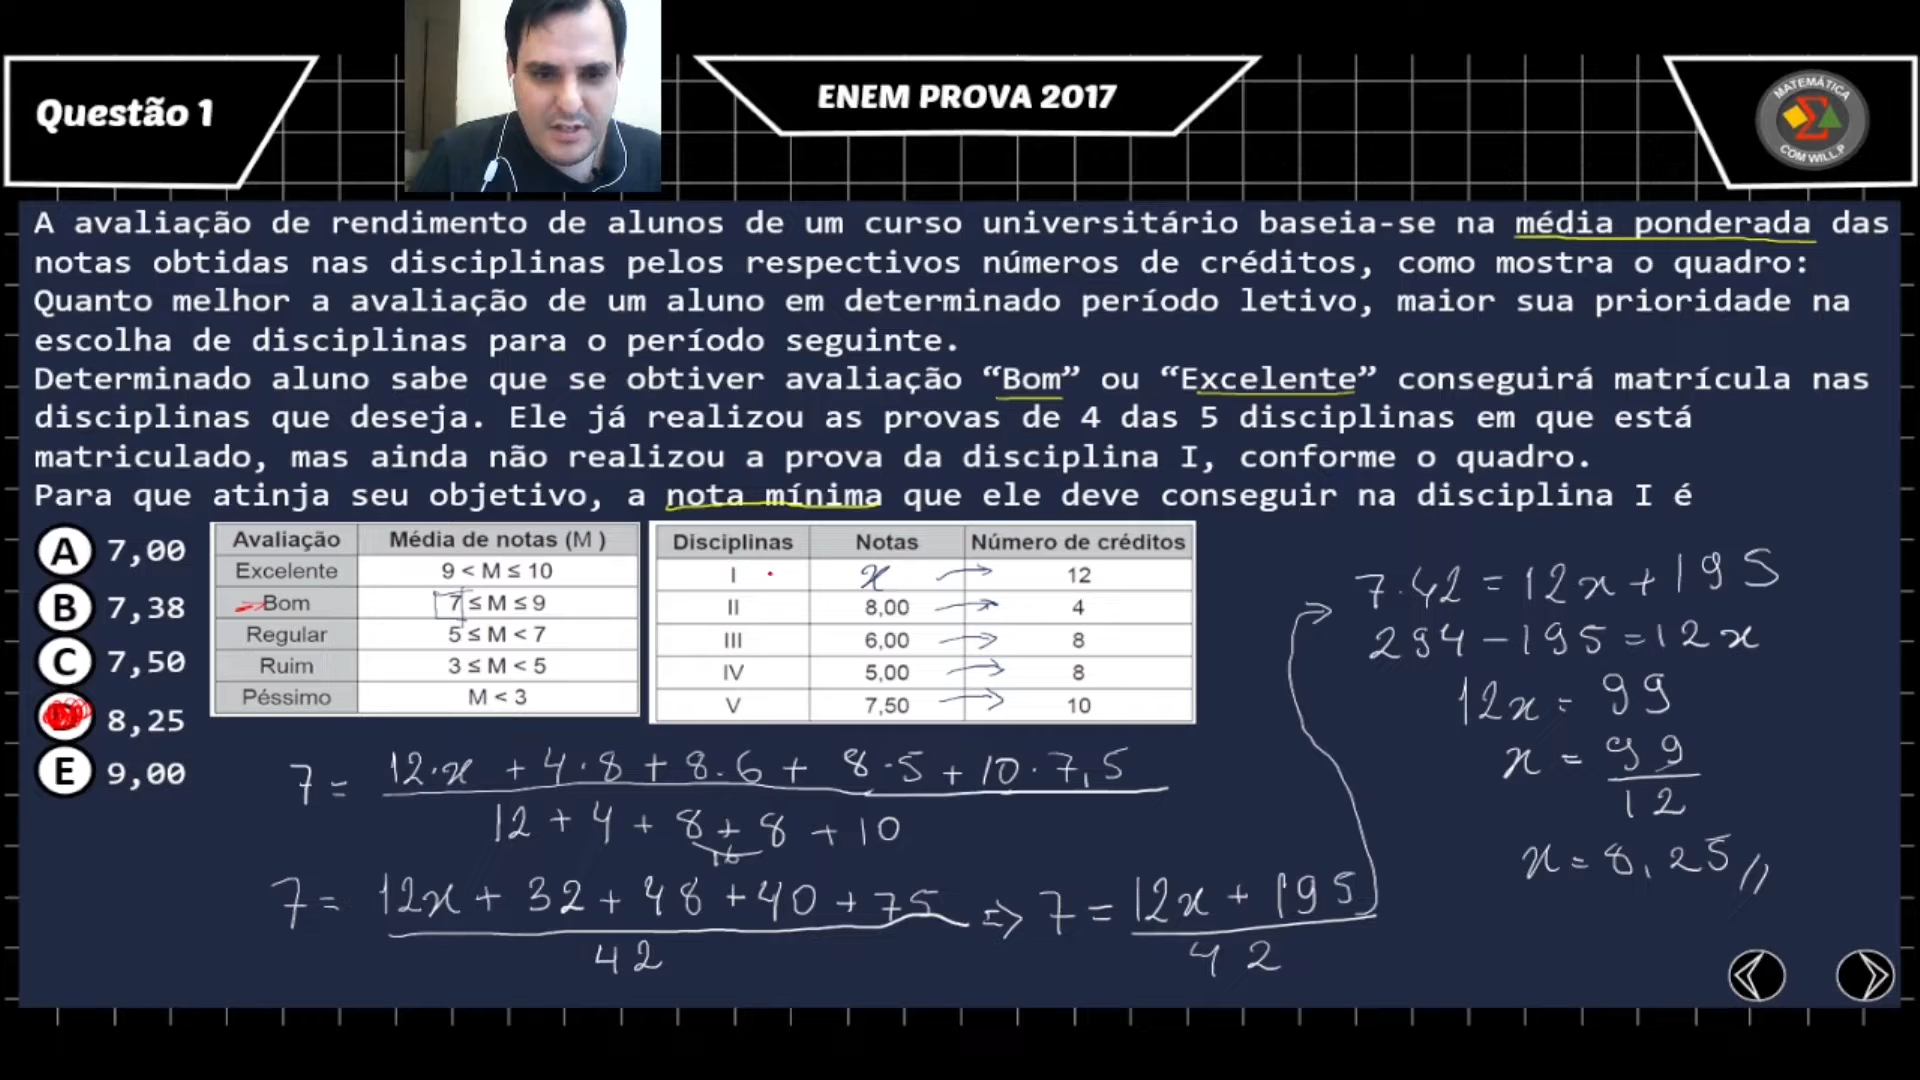 Questão 1
ENEM PROVA 2017
MATEMÁTICA
COM WILL.P
A avaliação de rendimento de alunos de um curso universitário baseia-se na média ponderada das
notas obtidas nas disciplinas pelos respectivos números de créditos, como mostra o quadro:
Quanto melhor a avaliação de um aluno em determinado período letivo, maior sua prioridade na
escolha de disciplinas para o período seguinte.
Determinado aluno sabe que se obtiver avaliação “Bom” ou “Excelente” conseguirá matrícula nas
disciplinas que deseja. Ele já realizou as provas de 4 das 5 disciplinas em que está
matriculado, mas ainda não realizou a prova da disciplina I, conforme o quadro.
Para que atinja seu objetivo, a nota mínima que ele deve conseguir na disciplina I é
A 7,00
B 7,38
C 7,50
8,25
E 9,00
Avaliação Média de notas (M )
Excelente 9 < M ≤ 10
Bom 7 ≤ M ≤ 9
Regular 5 ≤ M < 7
Ruim 3 ≤ M < 5
Péssimo M < 3
Disciplinas Notas Número de créditos
I x → 12
II 8,00 → 4
III 6,00 → 8
IV 5,00 → 8
V 7,50 → 10
7 = 12·x + 4·8 + 8·6 + 8·5 + 10·7,5
12 + 4 + 8 + 8 + 10
16
7 = 12x + 32 + 48 + 40 + 75 ⇒ 7 = 12x + 195
42 42
7·42 = 12x + 195
294 - 195 = 12x
12x = 99
x = 99
12
x = 8,25 //